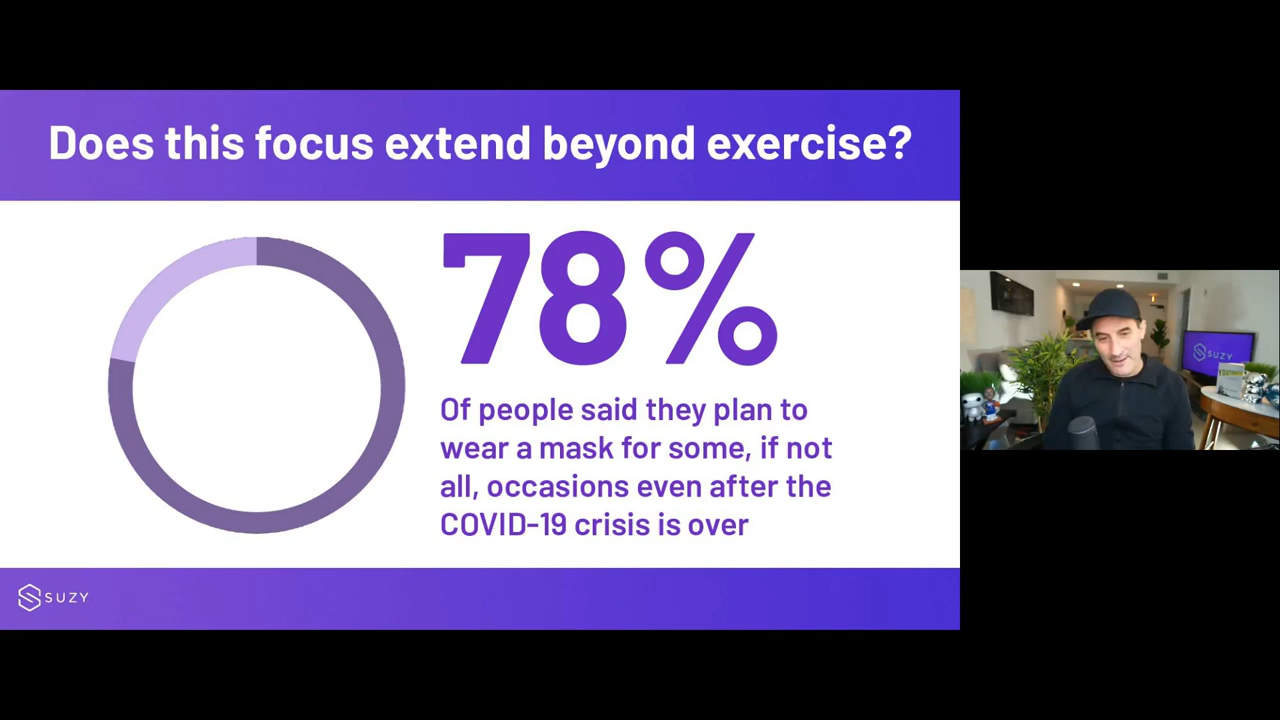 Does this focus extend beyond exercise?
78%
Of people said they plan to
wear a mask for some, if not
all, occasions even after the
COVID-19 crisis is over
SUZY
SUZY